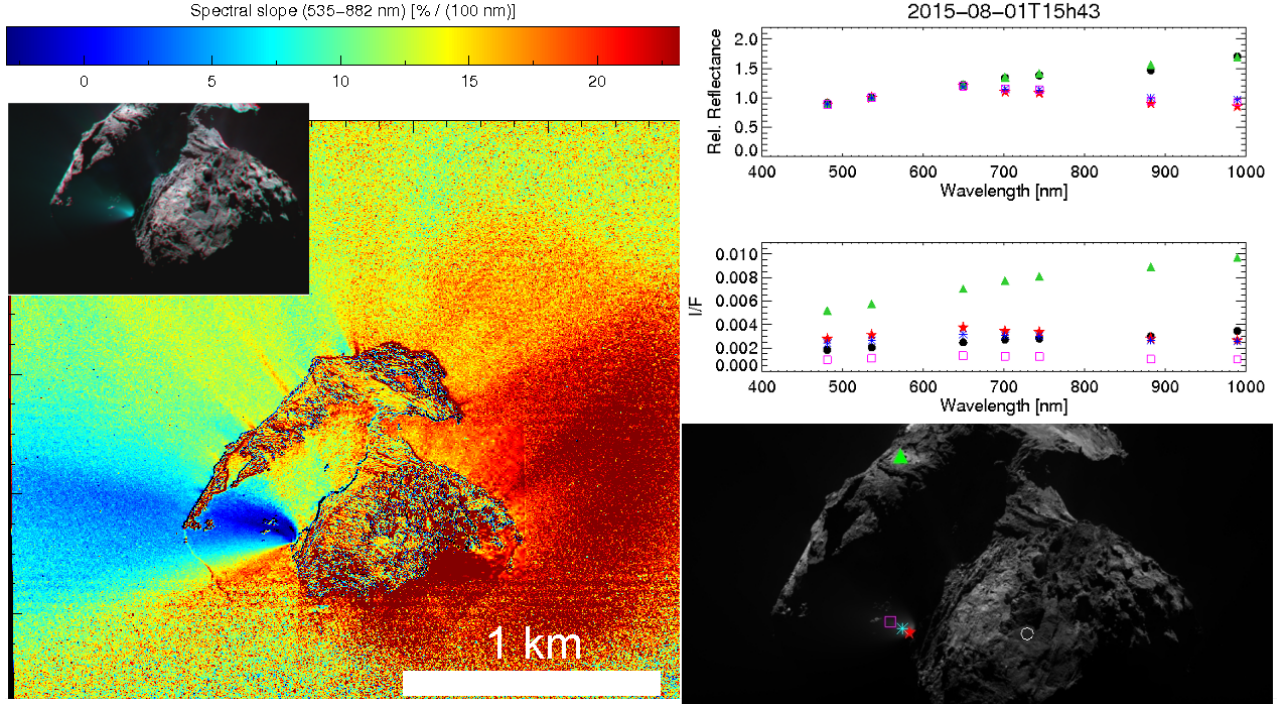 Spectral slope (535−882 nm) [% / (100 nm)]
0 5 10 15 20
1 km
2015−08−01T15h43
Rel. Reflectance
2.0
1.5
1.0
0.5
0.0
400 500 600 700 800 900 1000
Wavelength [nm]
I/F
0.010
0.008
0.006
0.004
0.002
0.000
400 500 600 700 800 900 1000
Wavelength [nm]